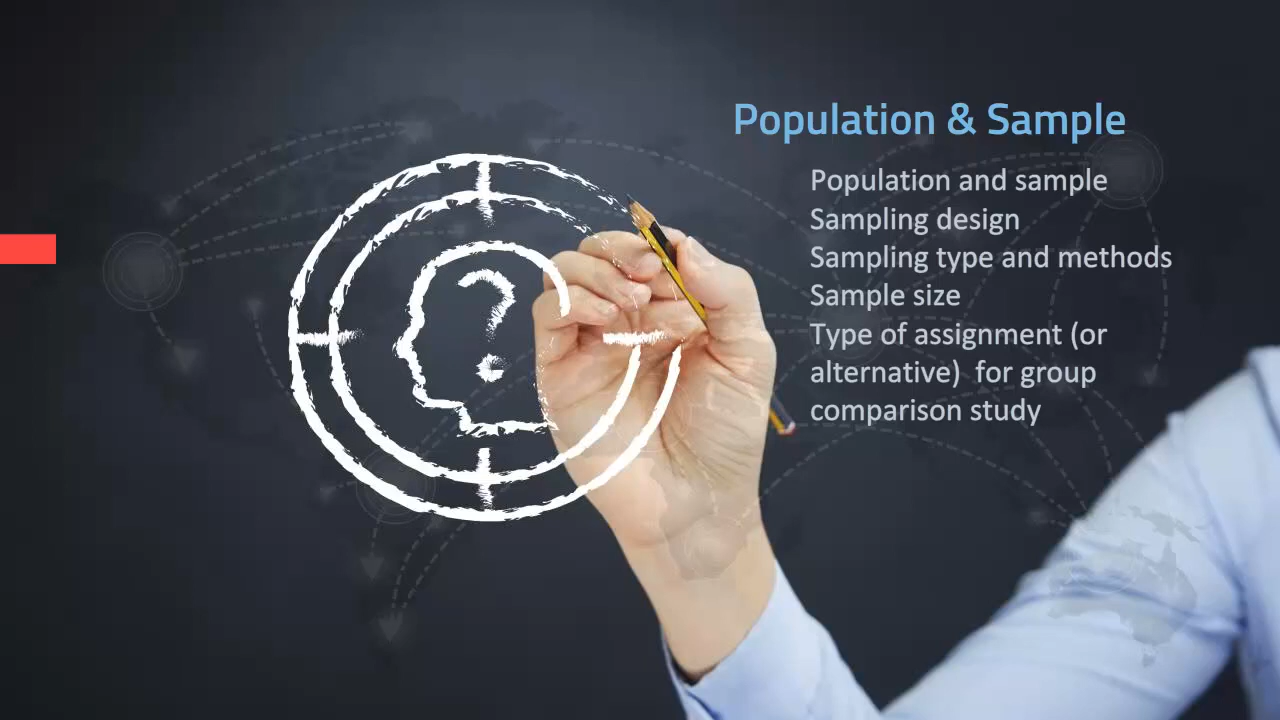 Population & Sample
Population and sample
Sampling design
Sampling type and methods
Sample size
Type of assignment (or
alternative)  for group
comparison study
?